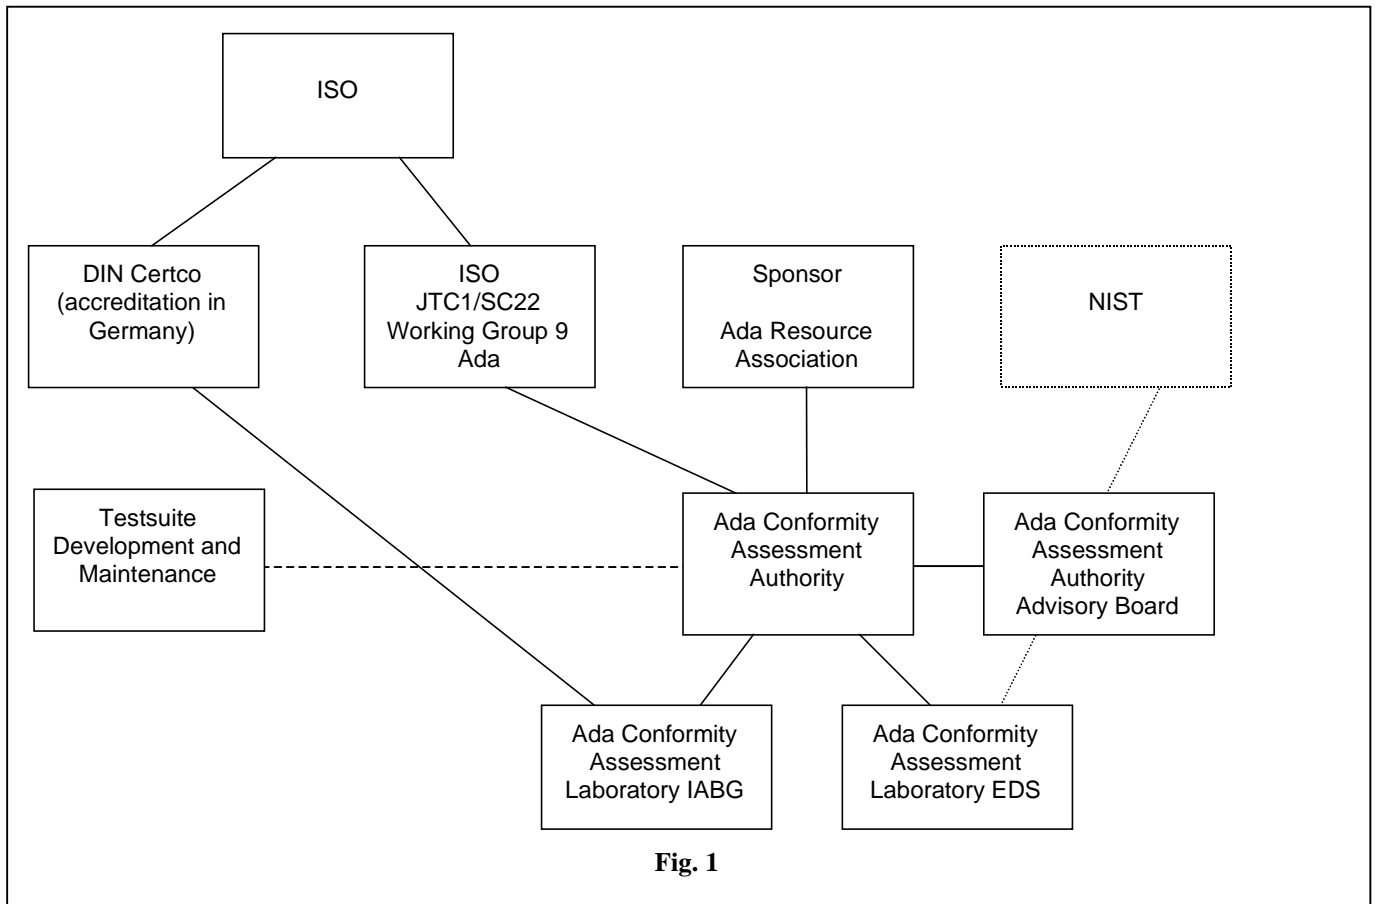 ISO
DIN Certco
(accreditation in
Germany)
ISO
JTC1/SC22
Working Group 9
Ada
Sponsor
Ada Resource
Association
NIST
Testsuite
Development and
Maintenance
Ada Conformity
Assessment
Authority
Ada Conformity
Assessment
Authority
Advisory Board
Ada Conformity
Assessment
Laboratory IABG
Ada Conformity
Assessment
Laboratory EDS
Fig. 1